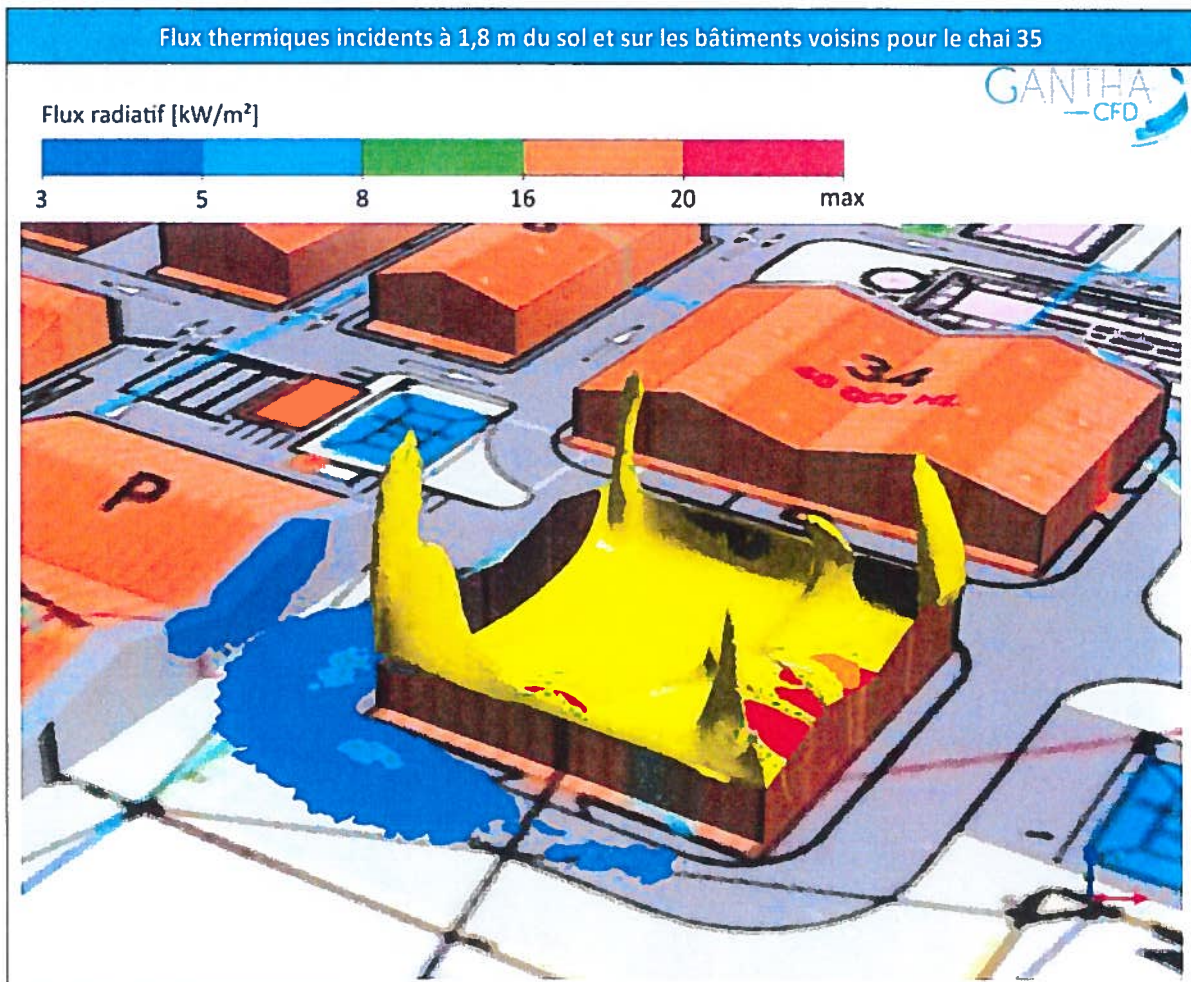 Flux thermiques incidents à 1,8 m du sol et sur les bâtiments voisins pour le chai 35
GANTHA
CFD
Flux radiatif [kW/m²]
3 5 8 16 20 max
34
P